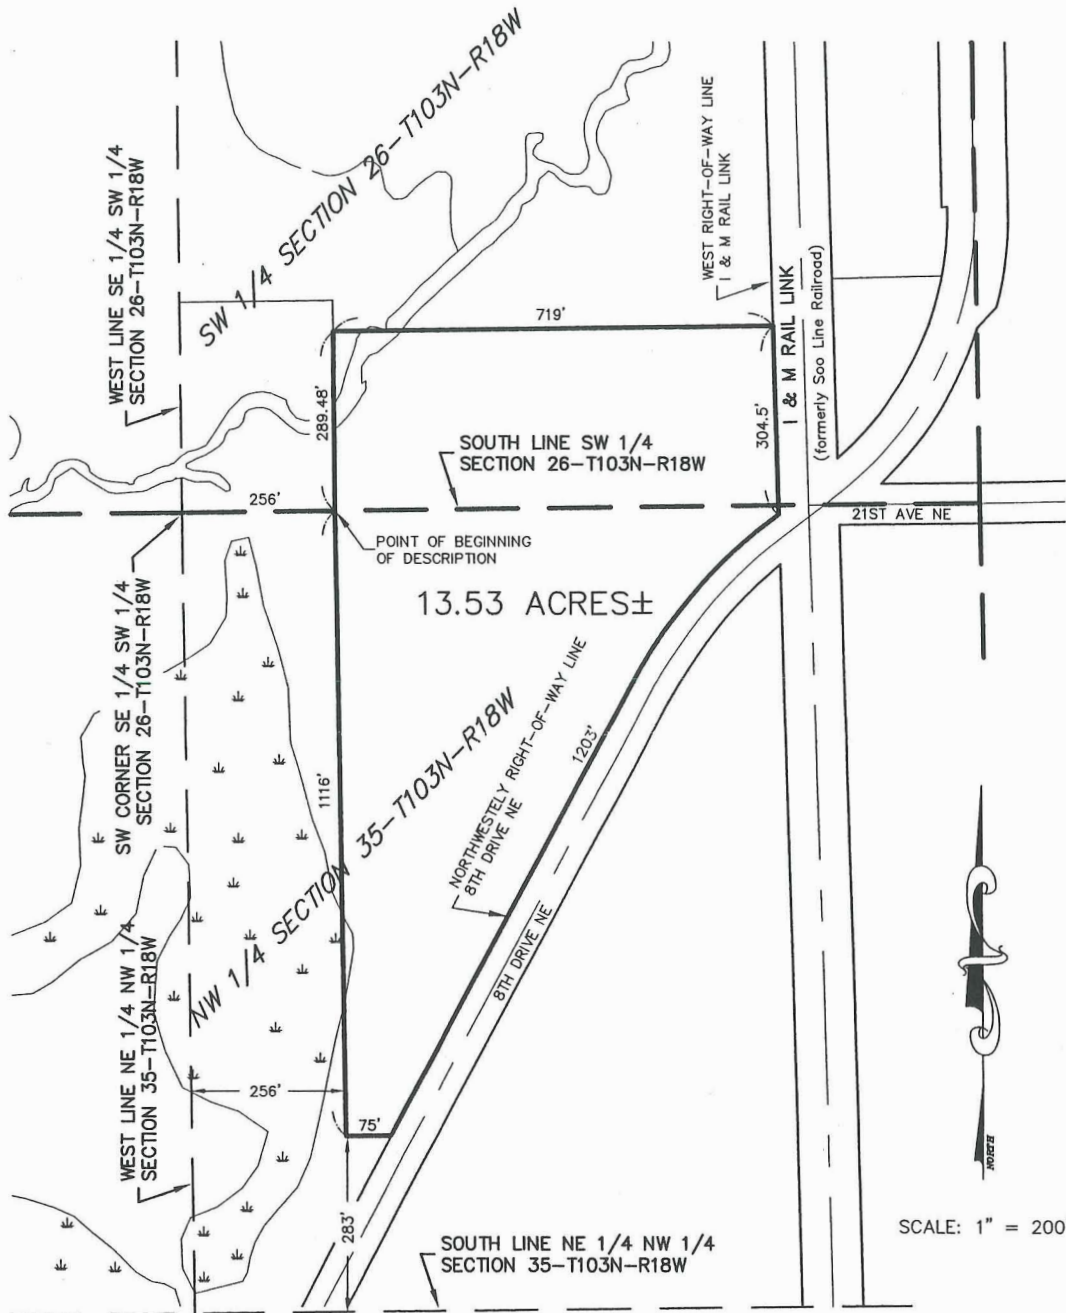 SW 1/4 SECTION 26-T103N-R18W
WEST LINE SE 1/4 SW 1/4
SECTION 26-T103N-R18W
WEST RIGHT-OF-WAY LINE
I & M RAIL LINK
I & M RAIL LINK
(formerly Soo Line Railroad)
719'
289.48'
304.5'
SOUTH LINE SW 1/4
SECTION 26-T103N-R18W
256'
21ST AVE NE
POINT OF BEGINNING
OF DESCRIPTION
13.53 ACRES±
SW CORNER SE 1/4 SW 1/4
SECTION 26-T103N-R18W
NORTHWESTELY RIGHT-OF-WAY LINE
8TH DRIVE NE
1203'
1116'
NW 1/4 SECTION 35-T103N-R18W
8TH DRIVE NE
WEST LINE NE 1/4 NW 1/4
SECTION 35-T103N-R18W
256'
75'
283'
NORTH
SCALE: 1" = 200
SOUTH LINE NE 1/4 NW 1/4
SECTION 35-T103N-R18W